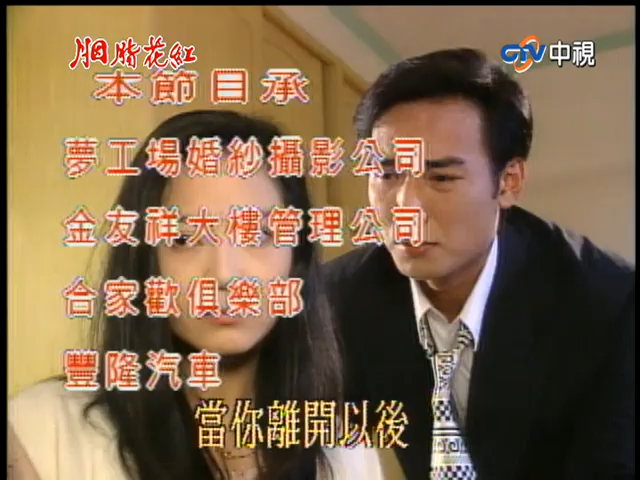 胭脂花紅
CTV中視
本節目承
夢工場婚紗攝影公司
金友祥大樓管理公司
合家歡俱樂部
豐隆汽車
當你離開以後